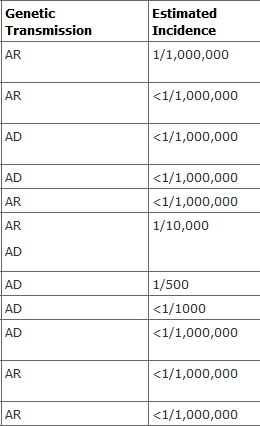 Genetic Estimated
Transmission Incidence
AR 1/1,000,000
AR <1/1,000,000
AD <1/1,000,000
AD <1/1,000,000
AR <1/1,000,000
AR 1/10,000
AD
AD 1/500
AD <1/1000
AD <1/1,000,000
AR <1/1,000,000
AR <1/1,000,000